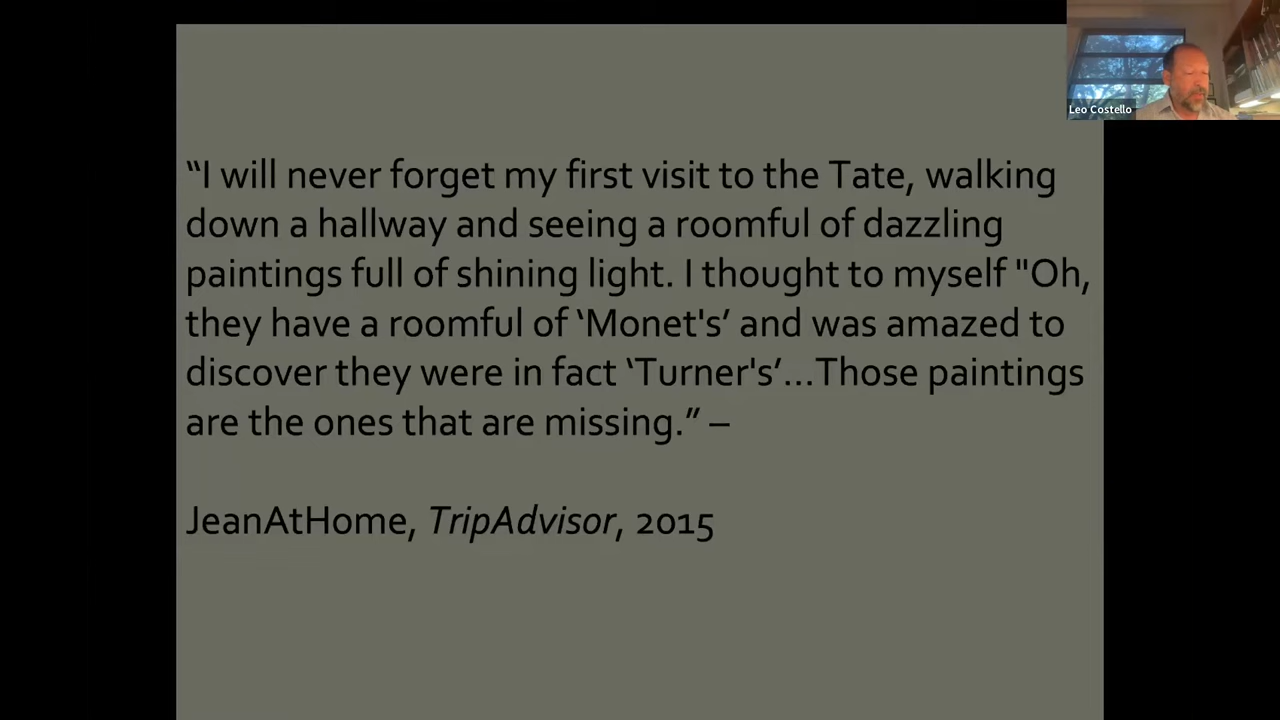 Leo Costello
“I will never forget my first visit to the Tate, walking
down a hallway and seeing a roomful of dazzling
paintings full of shining light. I thought to myself "Oh,
they have a roomful of ‘Monet's’ and was amazed to
discover they were in fact ‘Turner's’...Those paintings
are the ones that are missing.” –
JeanAtHome, TripAdvisor, 2015